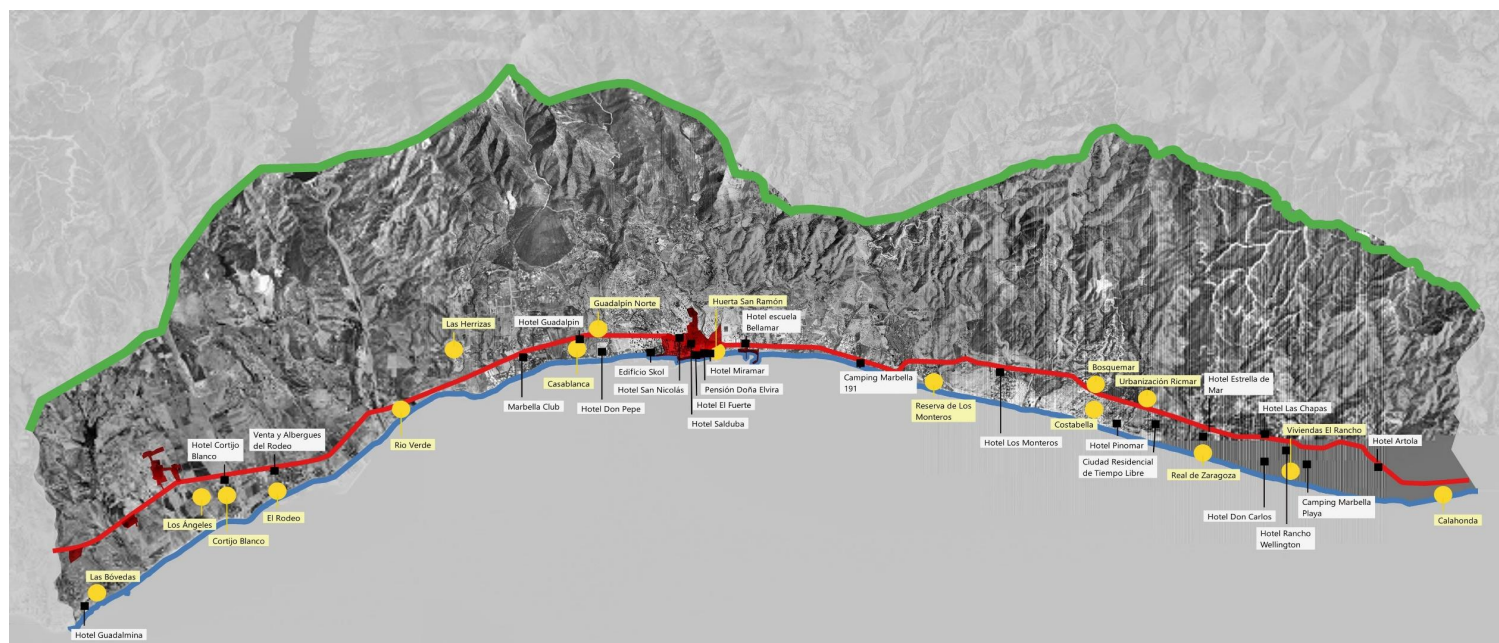 Guadalpín Norte
Huerta San Ramón
Hotel Guadalpin
Las Herrizas
Hotel escuela
Bellamar
Edificio Skol
Hotel Miramar
Casablanca
Hotel San Nicolás
Pensión Doña Elvira
Marbella Club
Hotel Don Pepe
Hotel El Fuerte
Hotel Salduba
Camping Marbella
191
Bosquemar
Urbanización Ricmar
Hotel Estrella de
Mar
Reserva de Los
Monteros
Hotel Las Chapas
Costabella
Viviendas El Rancho
Hotel Los Monteros
Hotel Pinomar
Hotel Artola
Ciudad Residencial
de Tiempo Libre
Real de Zaragoza
Hotel Cortijo
Blanco
Venta y Albergues
del Rodeo
Rio Verde
Camping Marbella
Playa
Hotel Don Carlos
Calahonda
El Rodeo
Los Ángeles
Cortijo Blanco
Hotel Rancho
Wellington
Las Bóvedas
Hotel Guadalmina